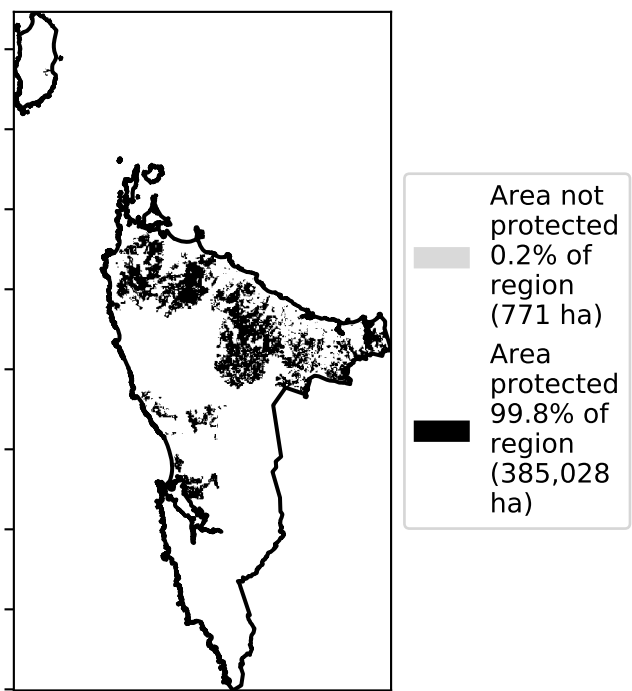 Area not
protected
0.2% of
region
(771 ha)
Area
protected
99.8% of
region
(385,028
ha)